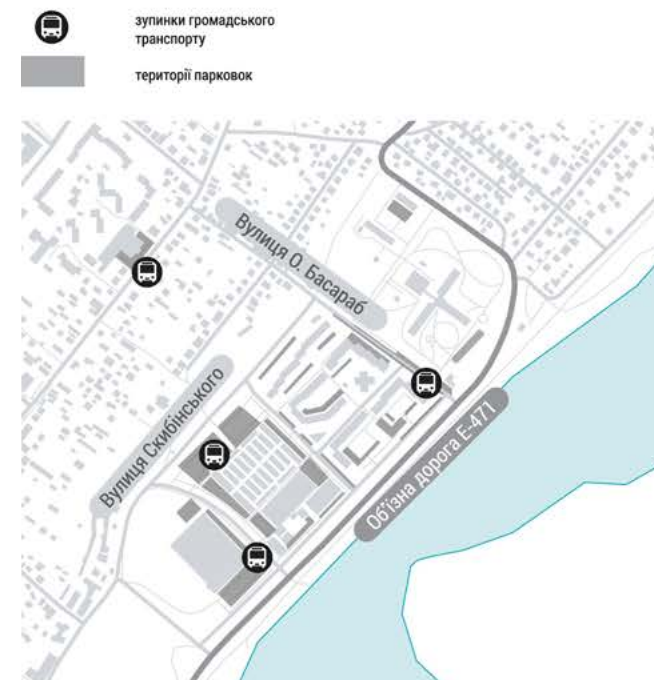 зупинки громадського
транспорту
території парковок
Вулиця О. Басараб
Вулиця Скибінського
Об'їзна дорога Е-471